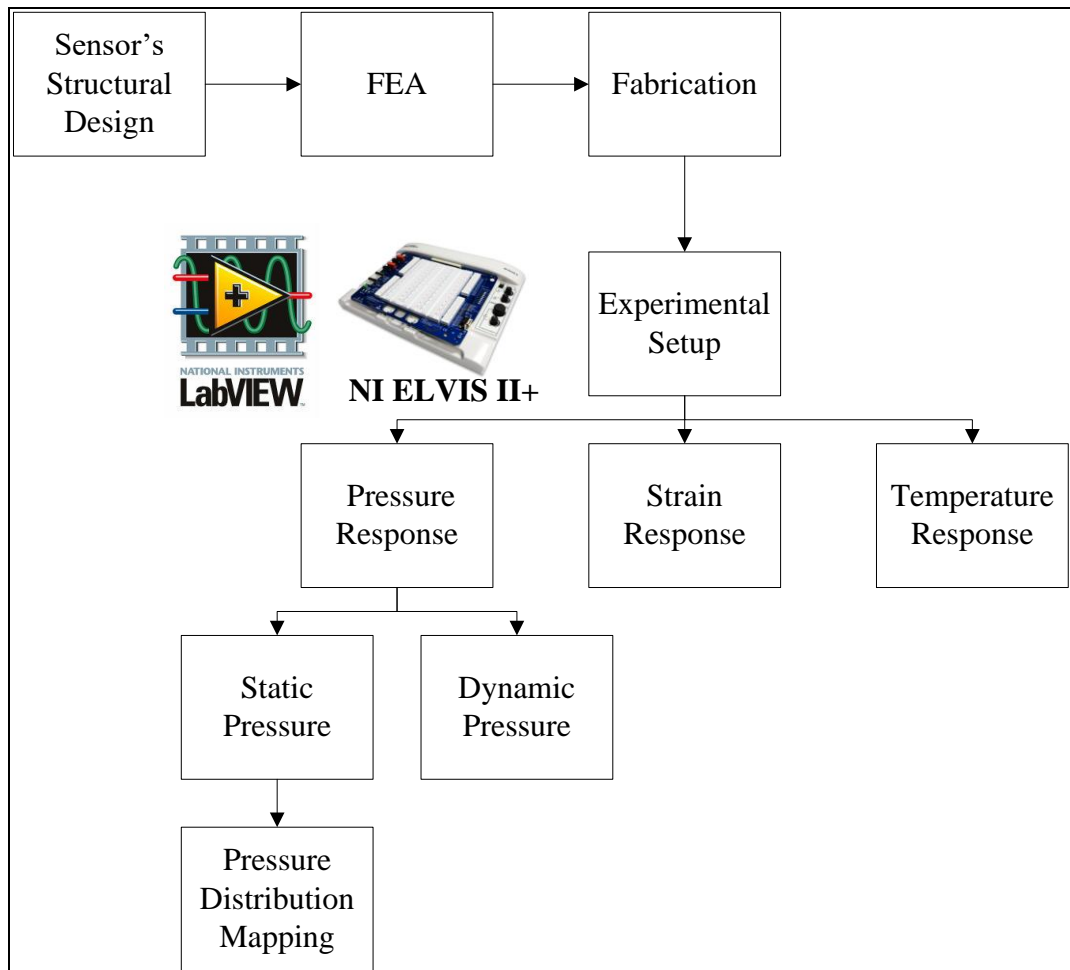 Sensor’s
Structural
Design
FEA
Fabrication
Experimental
Setup
NATIONAL INSTRUMENTS
LabVIEW™
NI ELVIS II+
Pressure
Response
Strain
Response
Temperature
Response
Static
Pressure
Dynamic
Pressure
Pressure
Distribution
Mapping